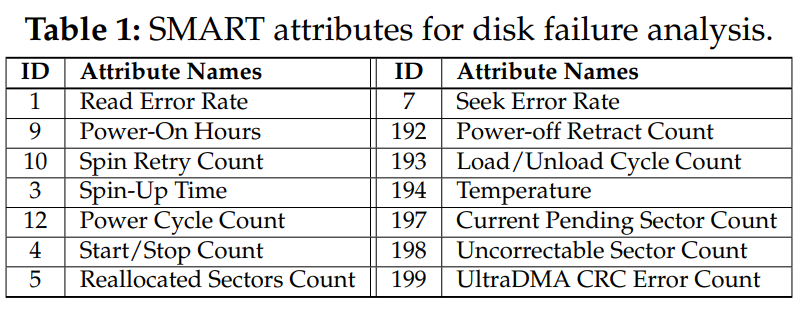 Table 1: SMART attributes for disk failure analysis.
ID Attribute Names ID Attribute Names
1 Read Error Rate 7 Seek Error Rate
9 Power-On Hours 192 Power-off Retract Count
10 Spin Retry Count 193 Load/Unload Cycle Count
3 Spin-Up Time 194 Temperature
12 Power Cycle Count 197 Current Pending Sector Count
4 Start/Stop Count 198 Uncorrectable Sector Count
5 Reallocated Sectors Count 199 UltraDMA CRC Error Count